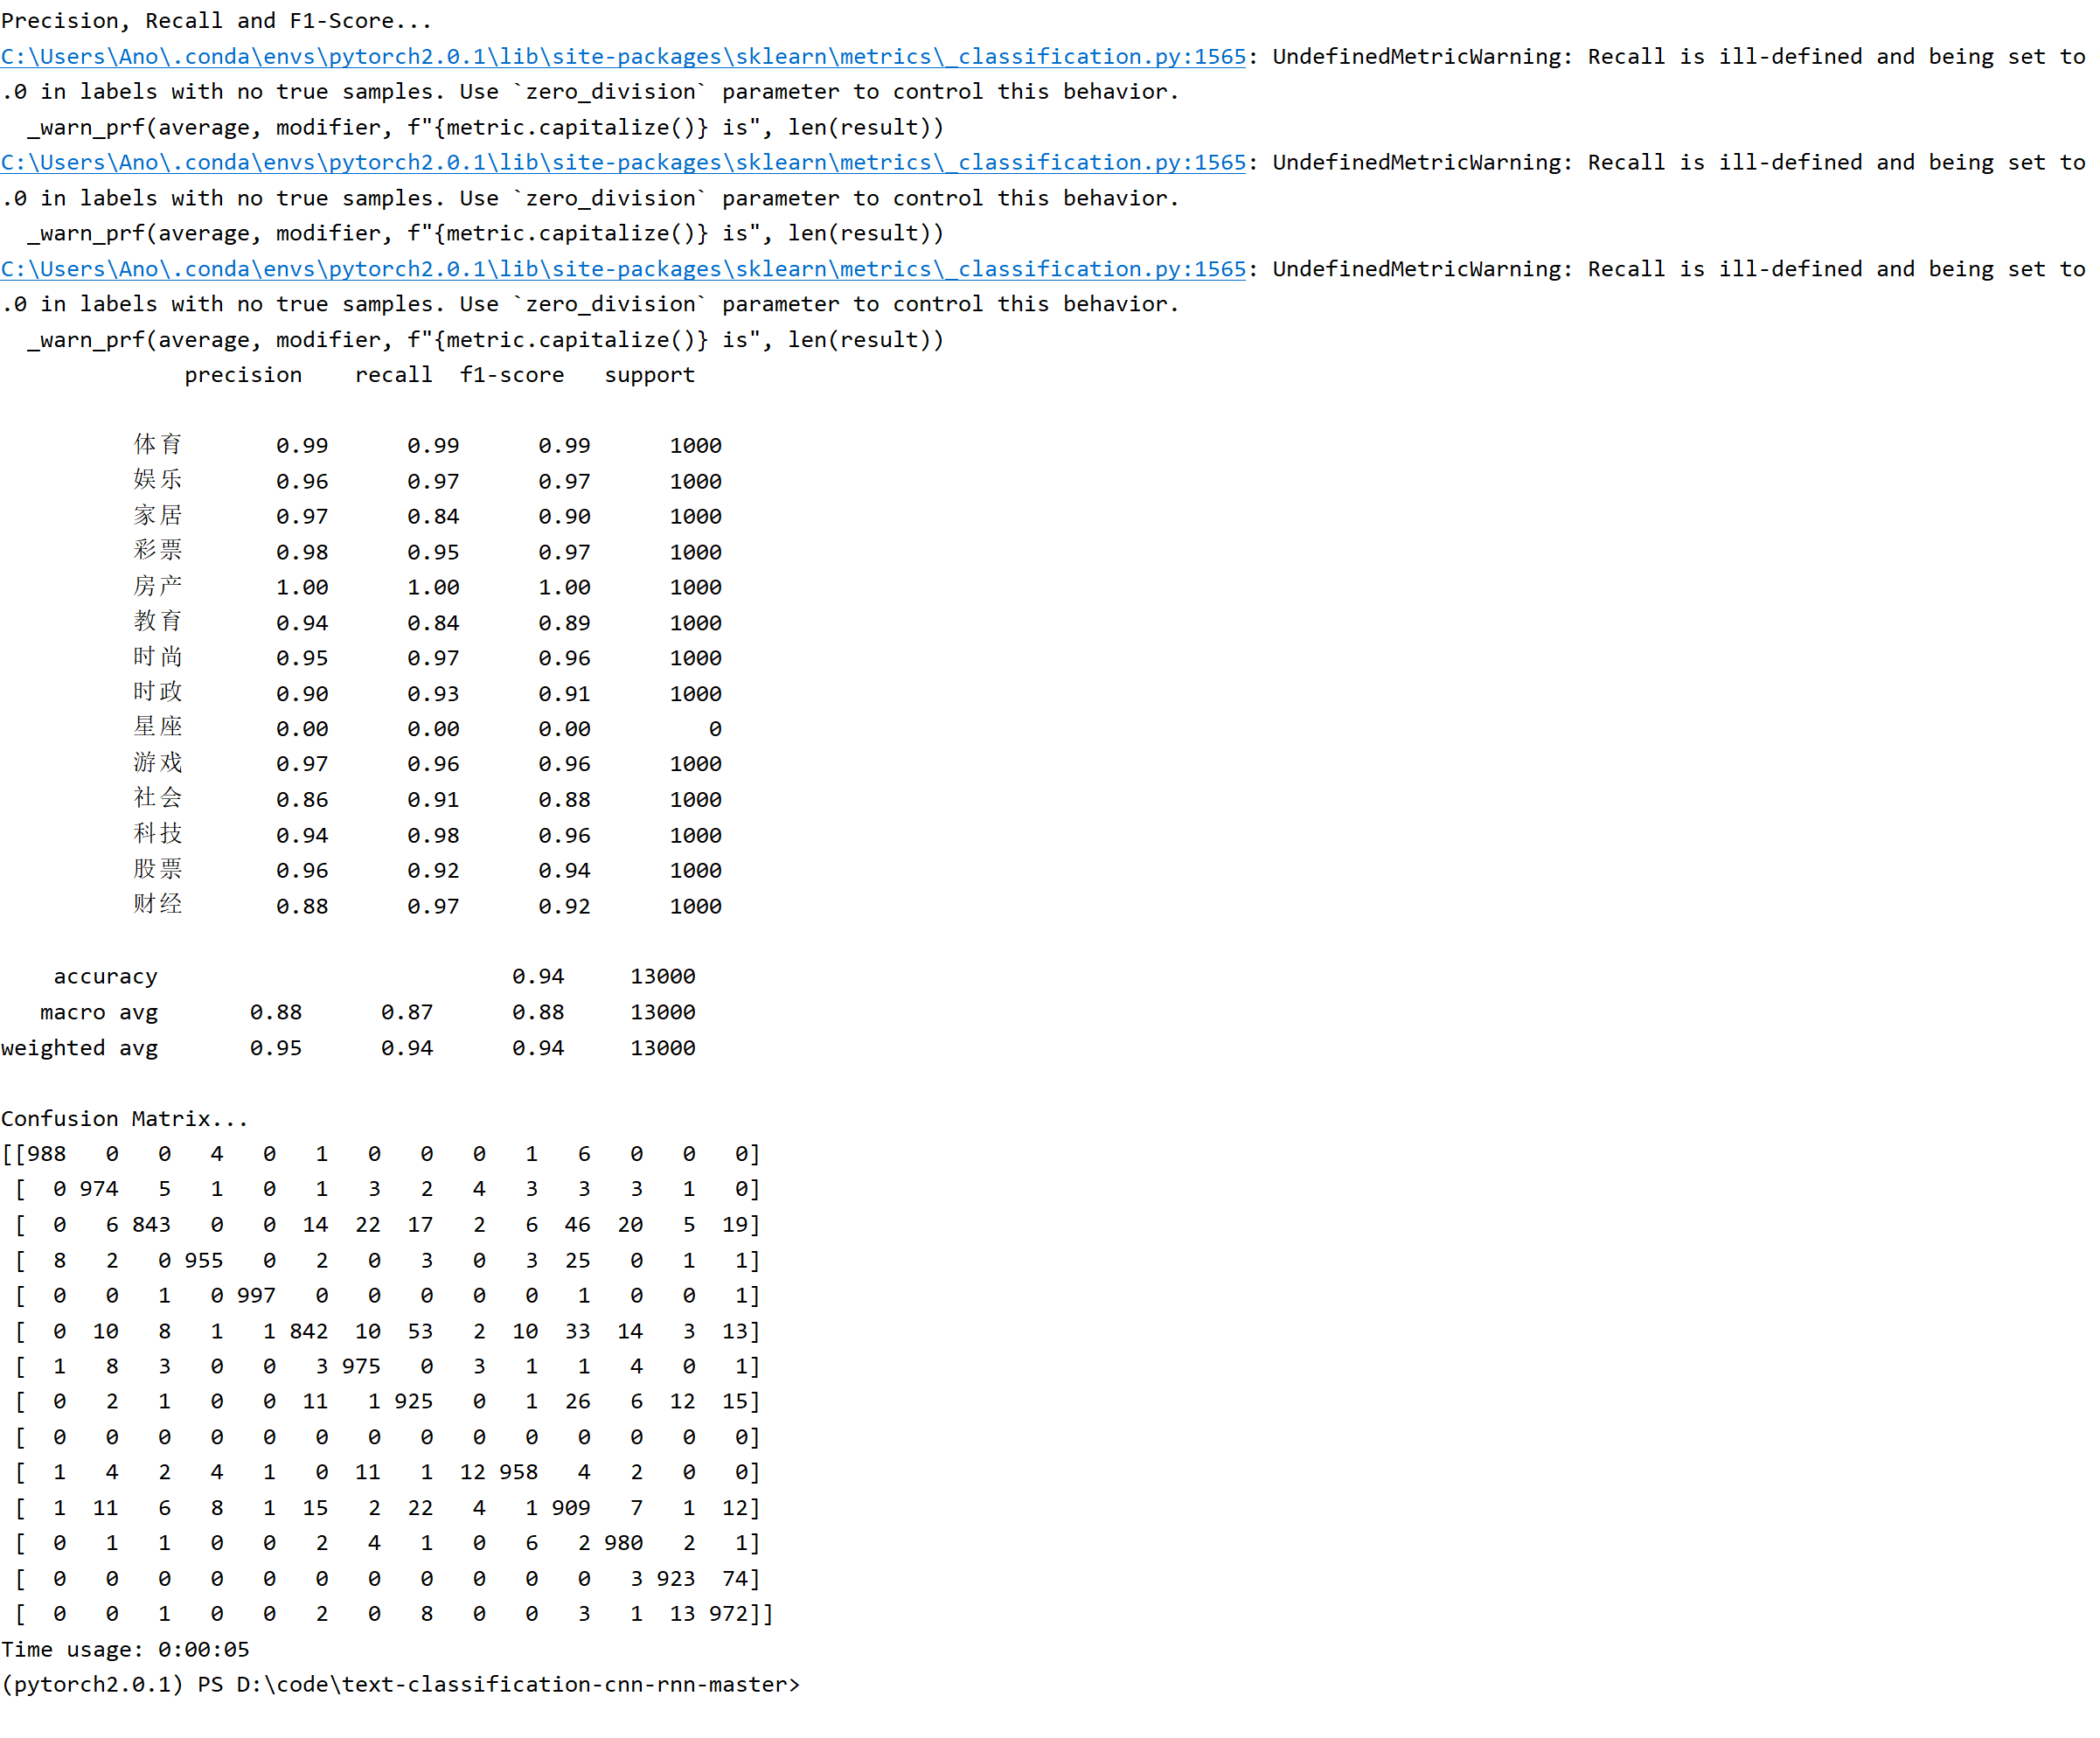 Precision, Recall and F1-Score...
C:\Users\Ano\.conda\envs\pytorch2.0.1\lib\site-packages\sklearn\metrics\_classification.py:1565: UndefinedMetricWarning: Recall is ill-defined and being set to
.0 in labels with no true samples. Use `zero_division` parameter to control this behavior.
  _warn_prf(average, modifier, f"{metric.capitalize()} is", len(result))
C:\Users\Ano\.conda\envs\pytorch2.0.1\lib\site-packages\sklearn\metrics\_classification.py:1565: UndefinedMetricWarning: Recall is ill-defined and being set to
.0 in labels with no true samples. Use `zero_division` parameter to control this behavior.
  _warn_prf(average, modifier, f"{metric.capitalize()} is", len(result))
C:\Users\Ano\.conda\envs\pytorch2.0.1\lib\site-packages\sklearn\metrics\_classification.py:1565: UndefinedMetricWarning: Recall is ill-defined and being set to
.0 in labels with no true samples. Use `zero_division` parameter to control this behavior.
  _warn_prf(average, modifier, f"{metric.capitalize()} is", len(result))
              precision    recall  f1-score   support
          体育       0.99      0.99      0.99      1000
          娱乐       0.96      0.97      0.97      1000
          家居       0.97      0.84      0.90      1000
          彩票       0.98      0.95      0.97      1000
          房产       1.00      1.00      1.00      1000
          教育       0.94      0.84      0.89      1000
          时尚       0.95      0.97      0.96      1000
          时政       0.90      0.93      0.91      1000
          星座       0.00      0.00      0.00         0
          游戏       0.97      0.96      0.96      1000
          社会       0.86      0.91      0.88      1000
          科技       0.94      0.98      0.96      1000
          股票       0.96      0.92      0.94      1000
          财经       0.88      0.97      0.92      1000
    accuracy                           0.94     13000
   macro avg       0.88      0.87      0.88     13000
weighted avg       0.95      0.94      0.94     13000
Confusion Matrix...
[[988   0   0   4   0   1   0   0   0   1   6   0   0   0]
 [  0 974   5   1   0   1   3   2   4   3   3   3   1   0]
 [  0   6 843   0   0  14  22  17   2   6  46  20   5  19]
 [  8   2   0 955   0   2   0   3   0   3  25   0   1   1]
 [  0   0   1   0 997   0   0   0   0   0   1   0   0   1]
 [  0  10   8   1   1 842  10  53   2  10  33  14   3  13]
 [  1   8   3   0   0   3 975   0   3   1   1   4   0   1]
 [  0   2   1   0   0  11   1 925   0   1  26   6  12  15]
 [  0   0   0   0   0   0   0   0   0   0   0   0   0   0]
 [  1   4   2   4   1   0  11   1  12 958   4   2   0   0]
 [  1  11   6   8   1  15   2  22   4   1 909   7   1  12]
 [  0   1   1   0   0   2   4   1   0   6   2 980   2   1]
 [  0   0   0   0   0   0   0   0   0   0   0   3 923  74]
 [  0   0   1   0   0   2   0   8   0   0   3   1  13 972]]
Time usage: 0:00:05
(pytorch2.0.1) PS D:\code\text-classification-cnn-rnn-master>